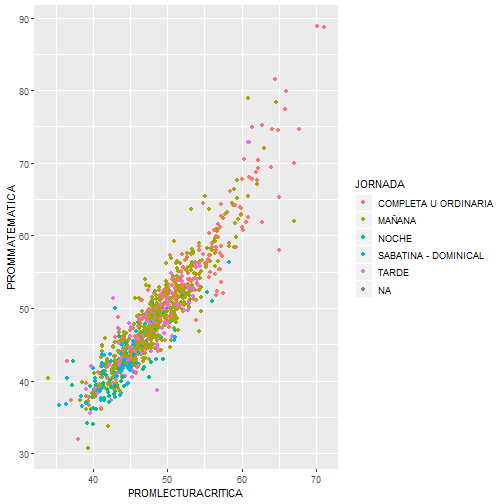 90
80
70
60
50
40
30
PROMMATEMATICA
40
50
60
70
PROMLECTURACRITICA
JORNADA
COMPLETA U ORDINARIA
MAÑANA
NOCHE
SABATINA - DOMINICAL
TARDE
NA